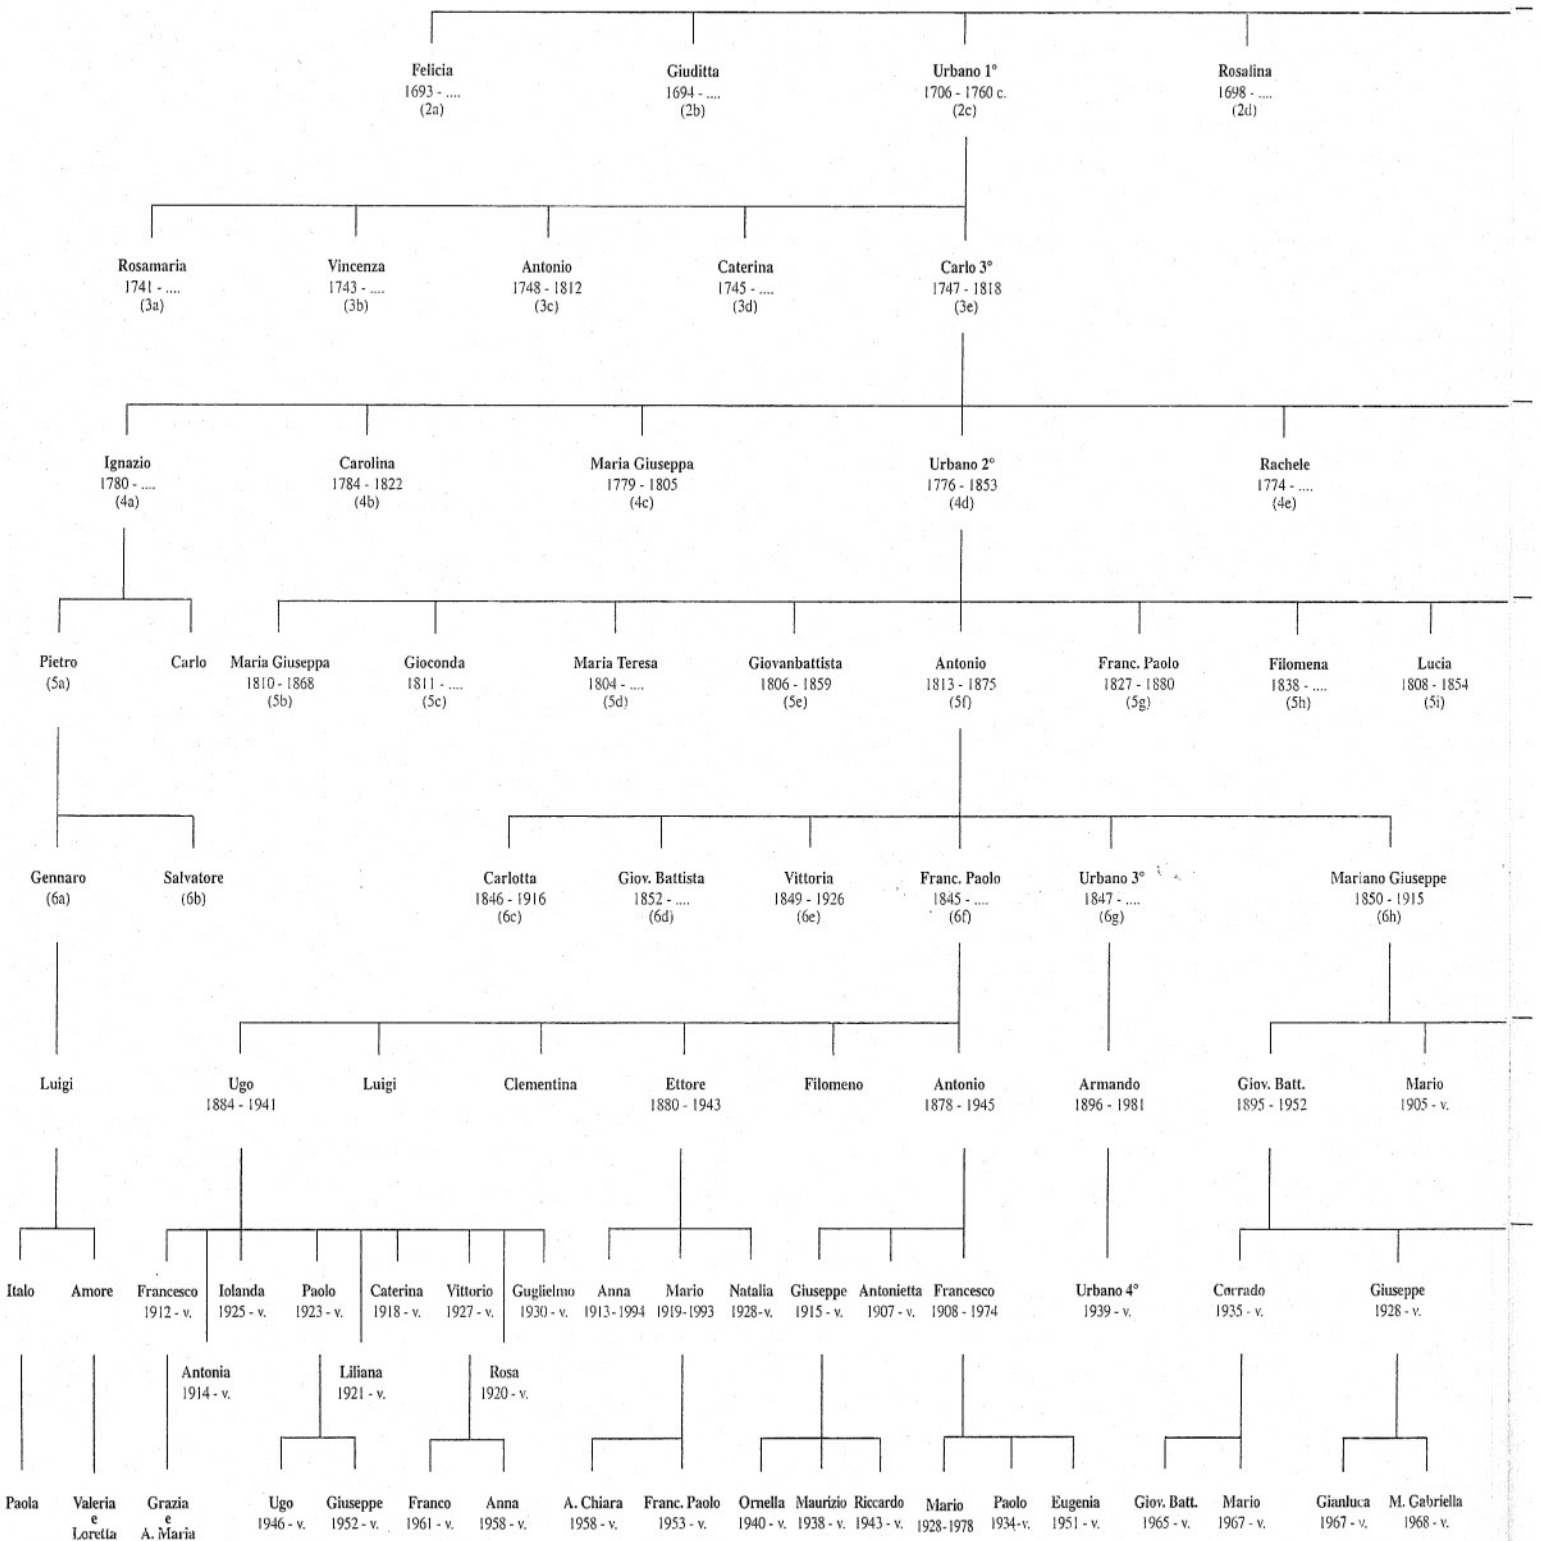 Felicia Giuditta Urbano 1° Rosalina
1693 - .... 1694 - .... 1706 - 1760 c. 1698 - ....
(2a) (2b) (2c) (2d)
Rosamaria Vincenza Antonio Caterina Carlo 3°
1741 - .... 1743 - .... 1748 - 1812 1745 - .... 1747 - 1818
(3a) (3b) (3c) (3d) (3e)
Ignazio Carolina Maria Giuseppa Urbano 2° Rachele
1780 - .... 1784 - 1822 1779 - 1805 1776 - 1853 1774 - ....
(4a) (4b) (4c) (4d) (4e)
Pietro Carlo Maria Giuseppa Gioconda Maria Teresa Giovanbattista Antonio Franc. Paolo Filomena Lucia
(5a) 1810 - 1868 1811 - .... 1804 - .... 1806 - 1859 1813 - 1875 1827 - 1880 1838 - .... 1808 - 1854
(5b) (5c) (5d) (5e) (5f) (5g) (5h) (5i)
Gennaro Salvatore Carlotta Giov. Battista Vittoria Franc. Paolo Urbano 3° Mariano Giuseppe
(6a) (6b) 1846 - 1916 1852 - .... 1849 - 1926 1845 - .... 1847 - .... 1850 - 1915
(6c) (6d) (6e) (6f) (6g) (6h)
Luigi Ugo Luigi Clementina Ettore Filomeno Antonio Armando Giov. Batt. Mario
1884 - 1941 1880 - 1943 1878 - 1945 1896 - 1981 1895 - 1952 1905 - v.
Italo Amore Francesco Iolanda Paolo Caterina Vittorio Guglielmo Anna Mario Natalia Giuseppe Antonietta Francesco Urbano 4° Corrado Giuseppe
1912 - v. 1925 - v. 1923 - v. 1918 - v. 1927 - v. 1930 - v. 1913-1994 1919-1993 1928-v. 1915 - v. 1907 - v. 1908 - 1974 1939 - v. 1935 - v. 1928 - v.
Antonia Liliana Rosa
1914 - v. 1921 - v. 1920 - v.
Paola Valeria Grazia Ugo Giuseppe Franco Anna A. Chiara Franc. Paolo Ornella Maurizio Riccardo Mario Paolo Eugenia Giov. Batt. Mario Gianluca M. Gabriella
e e 1946 - v. 1952 - v. 1961 - v. 1958 - v. 1958 - v. 1953 - v. 1940 - v. 1938 - v. 1943 - v. 1928-1978 1934-v. 1951 - v. 1965 - v. 1967 - v. 1967 - v. 1968 - v.
Loretta A. Maria